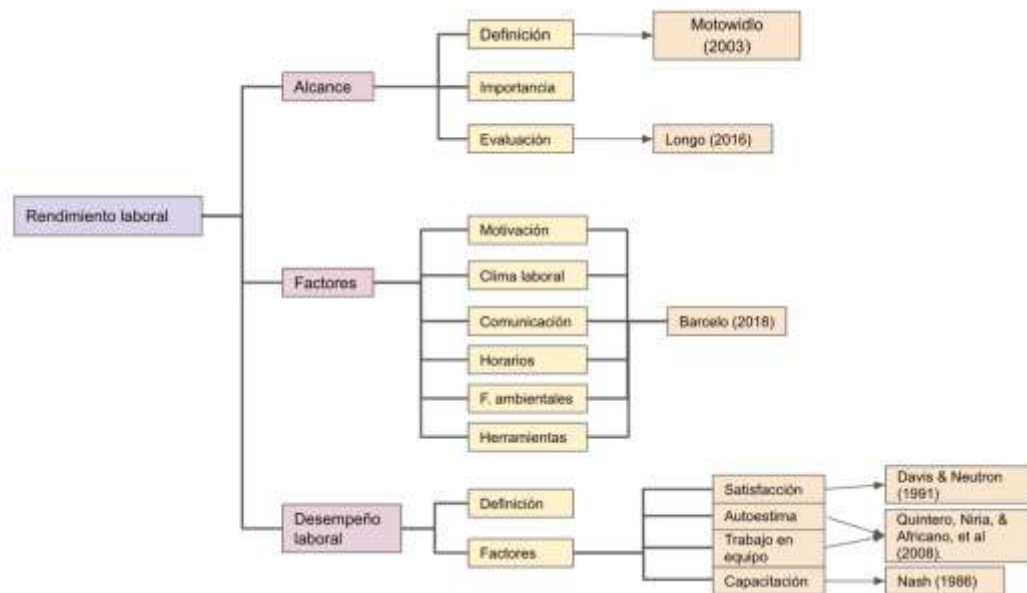 Rendimiento laboral
Alcance
Definición
Motowidlo
(2003)
Importancia
Evaluación
Longo (2016)
Factores
Motivación
Clima laboral
Comunicación
Horarios
F. ambientales
Herramientas
Barcelo (2018)
Desempeño
laboral
Definición
Factores
Satisfacción
Davis & Neutron
(1991)
Autoestima
Trabajo en
equipo
Quintero, Niria, &
Africano, et al
(2008).
Capacitación
Nash (1986)